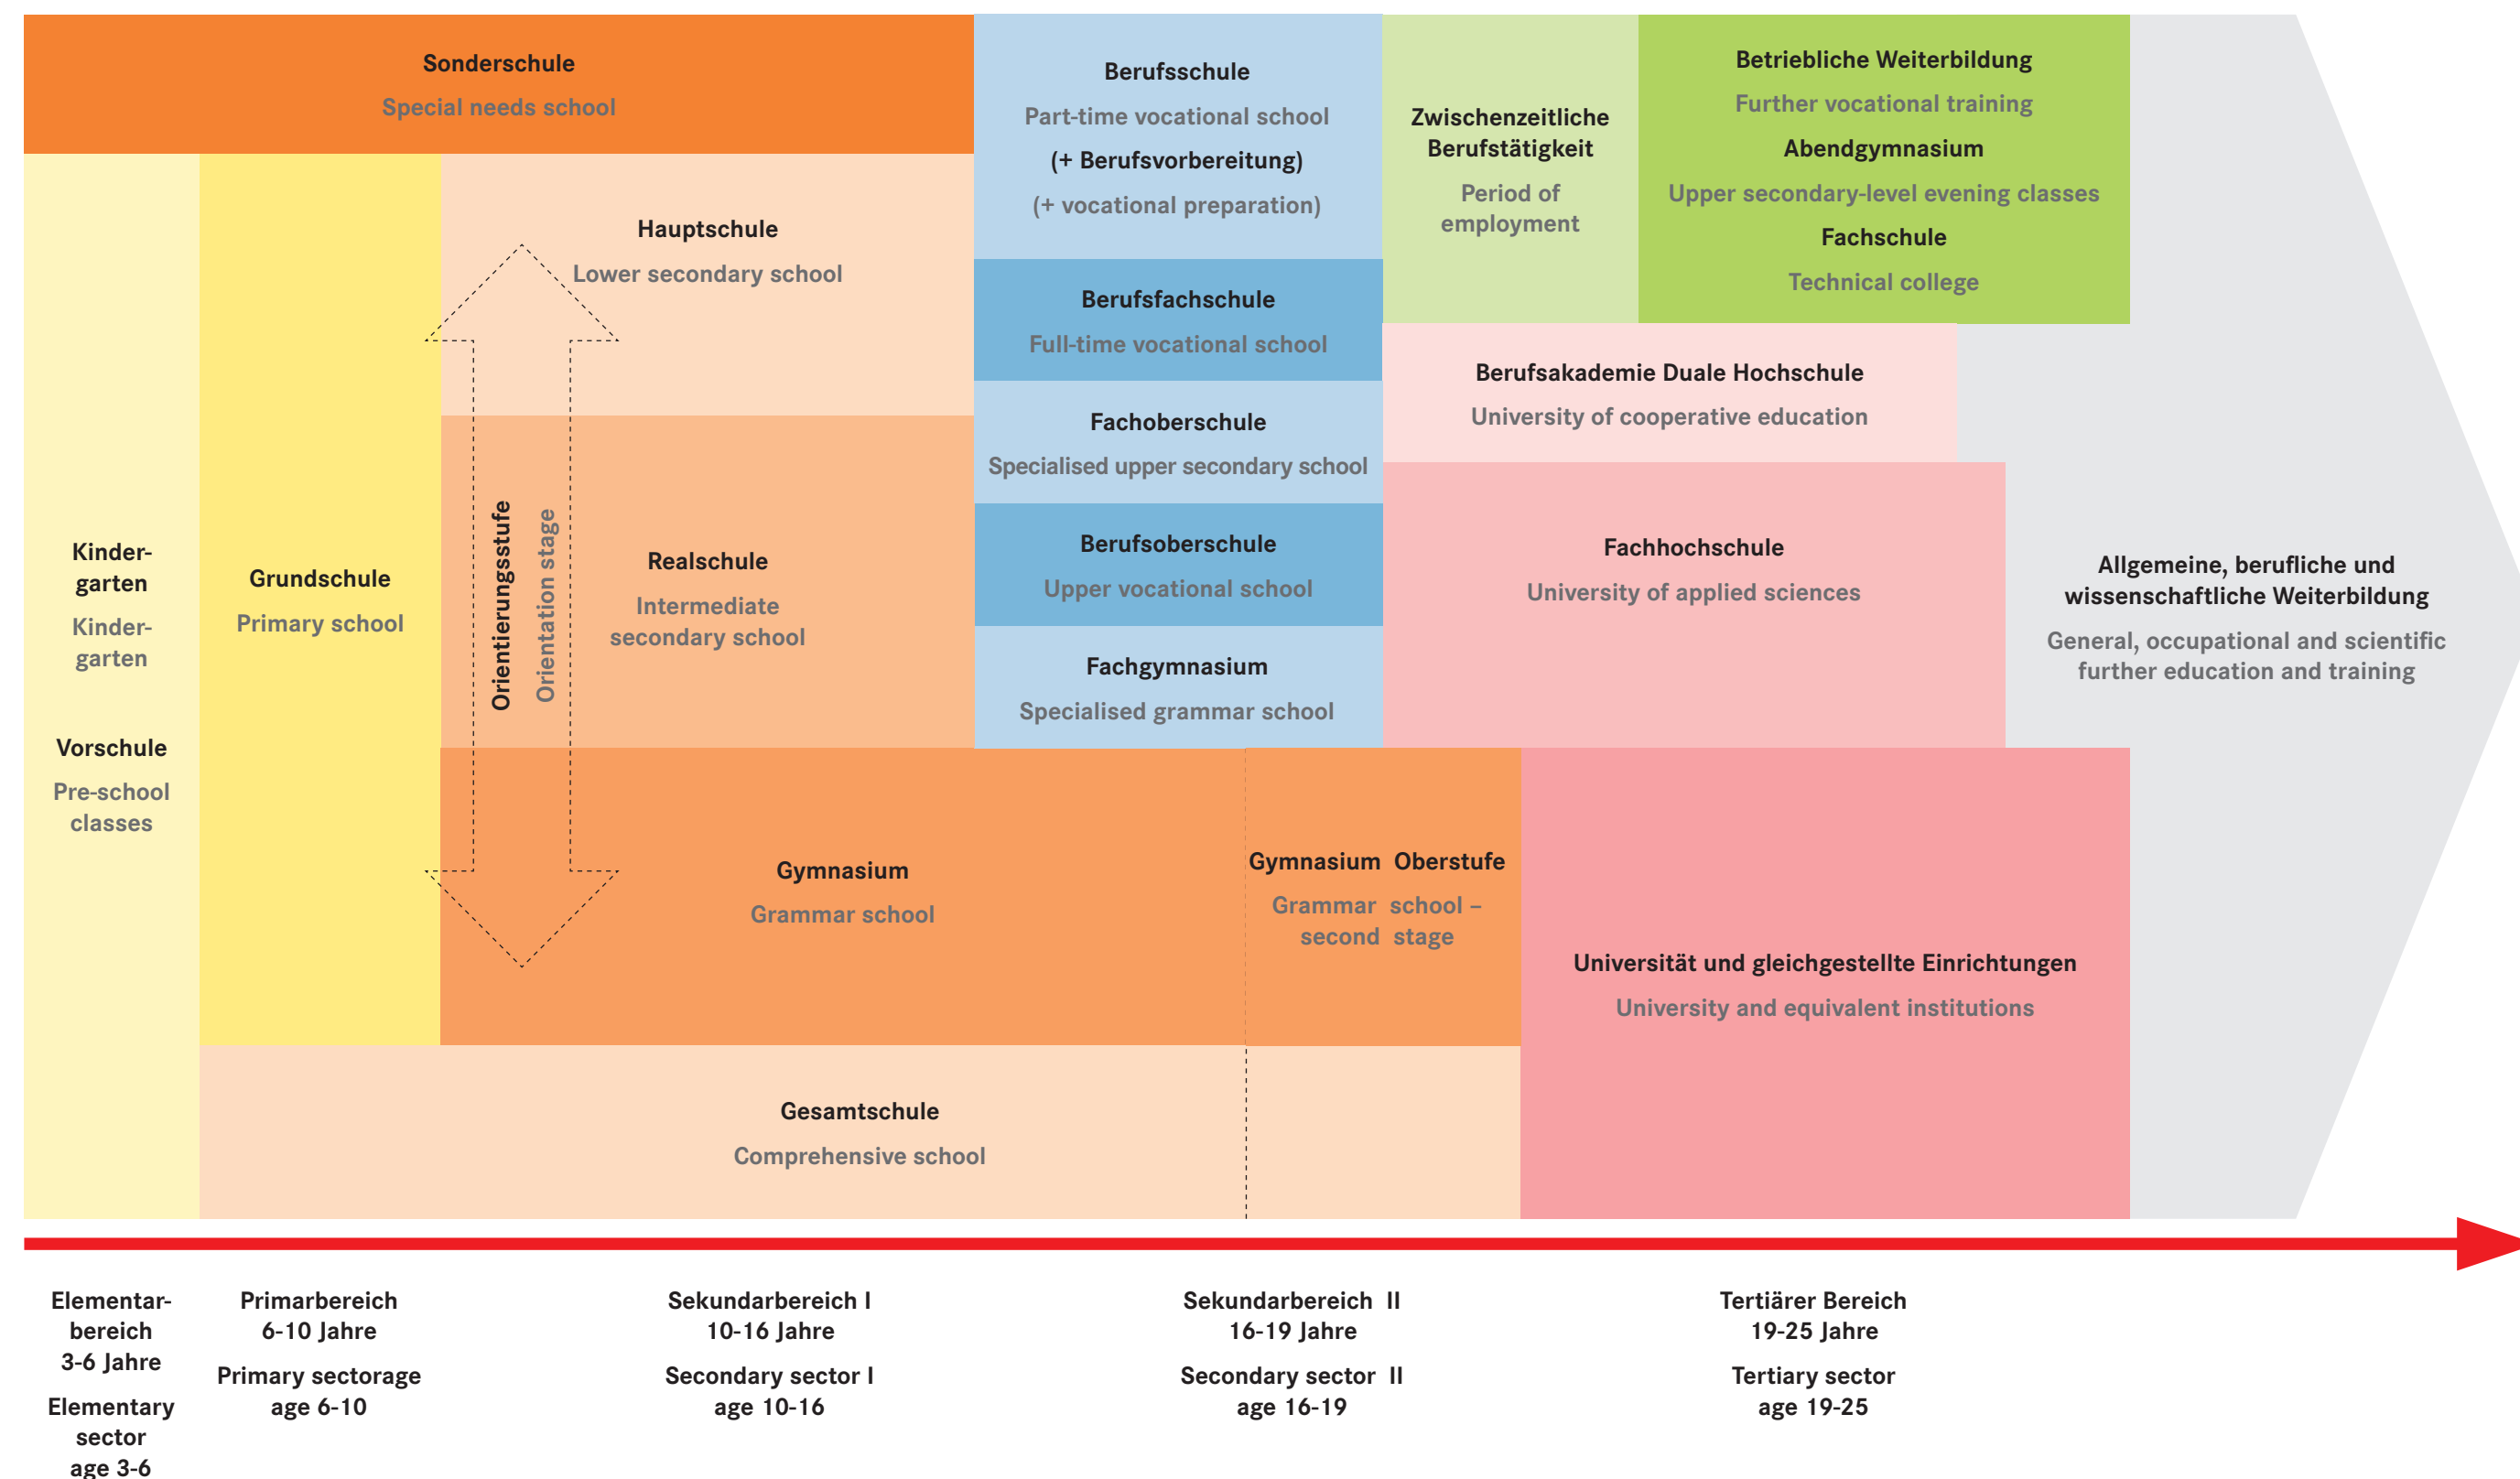 Sonderschule
Special needs school
Kinder-
garten
Kinder-
garten
Vorschule
Pre-school
classes
Grundschule
Primary school
Orientierungsstufe
Orientation stage
Hauptschule
Lower secondary school
Realschule
Intermediate
secondary school
Gymnasium
Grammar school
Gesamtschule
Comprehensive school
Berufsschule
Part-time vocational school
(+ Berufsvorbereitung)
(+ vocational preparation)
Berufsfachschule
Full-time vocational school
Fachoberschule
Specialised upper secondary school
Berufsoberschule
Upper vocational school
Fachgymnasium
Specialised grammar school
Gymnasium Oberstufe
Grammar school –
second stage
Zwischenzeitliche
Berufstätigkeit
Period of
employment
Betriebliche Weiterbildung
Further vocational training
Abendgymnasium
Upper secondary-level evening classes
Fachschule
Technical college
Berufsakademie Duale Hochschule
University of cooperative education
Fachhochschule
University of applied sciences
Universität und gleichgestellte Einrichtungen
University and equivalent institutions
Allgemeine, berufliche und
wissenschaftliche Weiterbildung
General, occupational and scientific
further education and training
Elementar-
bereich
3-6 Jahre
Elementary
sector
age 3-6
Primarbereich
6-10 Jahre
Primary sectorage
age 6-10
Sekundarbereich I
10-16 Jahre
Secondary sector I
age 10-16
Sekundarbereich II
16-19 Jahre
Secondary sector II
age 16-19
Tertiärer Bereich
19-25 Jahre
Tertiary sector
age 19-25